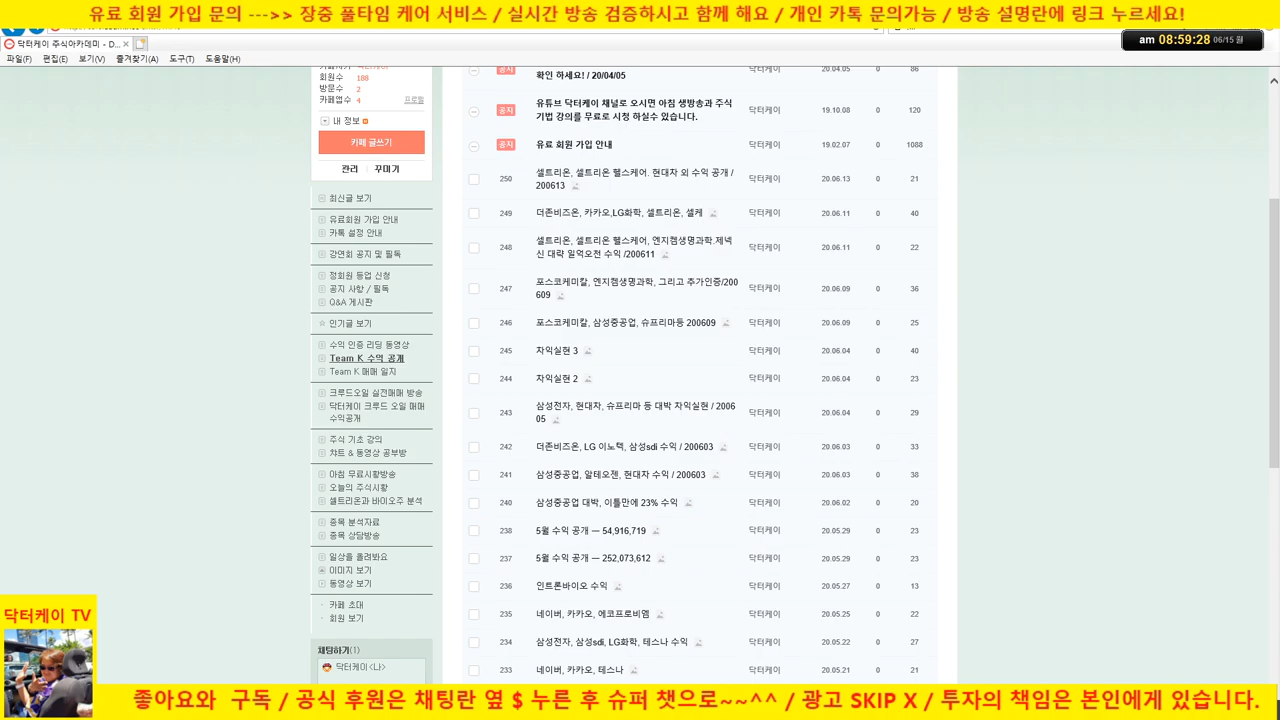 유료 회원 가입 문의 --->> 장중 풀타임 케어 서비스 / 실시간 방송 검증하시고 함께 해요 / 개인 카톡 문의가능 / 방송 설명란에 링크 누르세요!
닥터케이 주식아카데미 - D... ×
am 08:59:28 06/15 월
파일(F) 편집(E) 보기(V) 즐겨찾기(A) 도구(T) 도움말(H)
회원수 188
방문수 2
카페앱수 4 프로필
내 정보
카페 글쓰기
관리 꾸미기
최신글 보기
유료회원 가입 안내
카톡 설정 안내
강연회 공지 및 필독
정회원 등업 신청
공지 사항 / 필독
Q&A 게시판
인기글 보기
수익 인증 리딩 동영상
Team K 수익 공개
Team K 매매 일지
크루드오일 실전매매 방송
닥터케이 크루드 오일 매매
수익공개
주식 기초 강의
챠트 & 동영상 공부방
아침 무료시황방송
오늘의 주식시황
셀트리온과 바이오주 분석
종목 분석자료
종목 상담방송
일상을 올려봐요
이미지 보기
동영상 보기
카페 초대
회원 보기
채팅하기(1)
닥터케이<나>
공지 확인 하세요! / 20/04/05 닥터케이 20.04.05 0 86
공지 유튜브 닥터케이 채널로 오시면 아침 생방송과 주식
기법 강의를 무료로 시청 하실수 있습니다. 닥터케이 19.10.08 0 120
공지 유료 회원 가입 안내 닥터케이 19.02.07 0 1088
250 셀트리온, 셀트리온 헬스케어. 현대차 외 수익 공개 /
200613 닥터케이 20.06.13 0 21
249 더존비즈온, 카카오,LG화학, 셀트리온, 셀케 닥터케이 20.06.11 0 40
248 셀트리온, 셀트리온 헬스케어, 엔지켐생명과학.제넥
신 대략 일억오전 수익 /200611 닥터케이 20.06.11 0 22
247 포스코케미칼, 엔지켐생명과학, 그리고 추가인증/200
609 닥터케이 20.06.09 0 36
246 포스코케미칼, 삼성중공업, 슈프리마등 200609 닥터케이 20.06.09 0 25
245 차익실현 3 닥터케이 20.06.04 0 40
244 차익실현 2 닥터케이 20.06.04 0 23
243 삼성전자, 현대차, 슈프리마 등 대박 차익실현 / 2006
05 닥터케이 20.06.04 0 29
242 더존비즈온, LG 이노텍, 삼성sdi 수익 / 200603 닥터케이 20.06.03 0 33
241 삼성중공업, 알테오젠, 현대차 수익 / 200603 닥터케이 20.06.03 0 38
240 삼성중공업 대박, 이틀만에 23% 수익 닥터케이 20.06.02 0 20
238 5월 수익 공개 ㅡ 54,916,719 닥터케이 20.05.29 0 23
237 5월 수익 공개 ㅡ 252,073,612 닥터케이 20.05.29 0 23
236 인트론바이오 수익 닥터케이 20.05.27 0 13
235 네이버, 카카오, 에코프로비엠 닥터케이 20.05.25 0 22
234 삼성전자, 삼성sdi, LG화학, 테스나 수익 닥터케이 20.05.22 0 27
233 네이버, 카카오, 테스나 닥터케이 20.05.21 0 21
닥터케이 TV
좋아요와 구독 / 공식 후원은 채팅란 옆 $ 누른 후 슈퍼 챗으로~~^^ / 광고 SKIP X / 투자의 책임은 본인에게 있습니다.